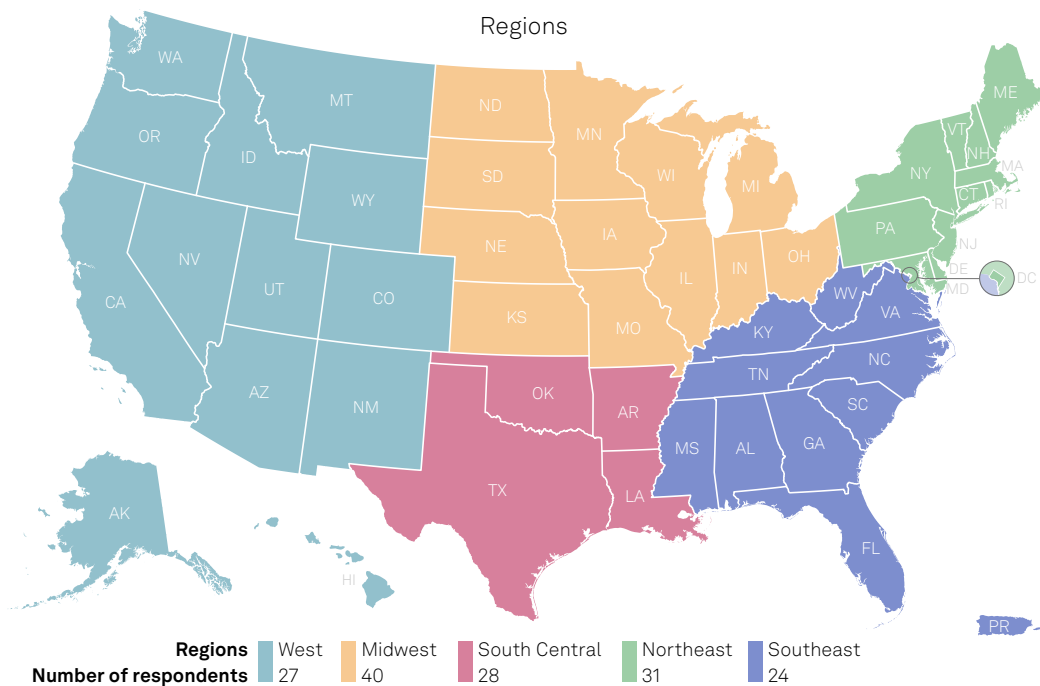 Regions
WA
MT
ND
MN
ME
OR
ID
WY
SD
WI
MI
NY
VT
NH
MA
CT
RI
NV
UT
CO
NE
IA
IL
IN
OH
PA
NJ
DE
MD
DC
CA
KS
MO
WV
VA
KY
AZ
NM
OK
AR
TN
NC
SC
TX
LA
MS
AL
GA
FL
AK
HI
PR
Regions West Midwest South Central Northeast Southeast
Number of respondents 27 40 28 31 24